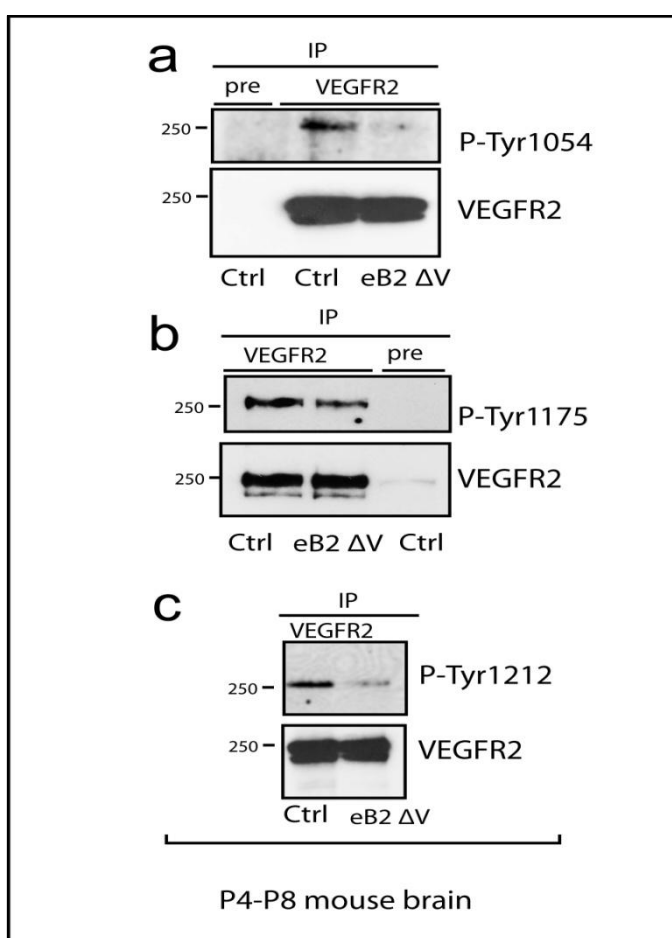 a
IP
pre VEGFR2
250
P-Tyr1054
250
VEGFR2
Ctrl Ctrl eB2 ΔV
IP
b
VEGFR2 pre
250
P-Tyr1175
250
VEGFR2
Ctrl eB2 ΔV Ctrl
c
IP
VEGFR2
P-Tyr1212
250
250
VEGFR2
Ctrl eB2 ΔV
P4-P8 mouse brain